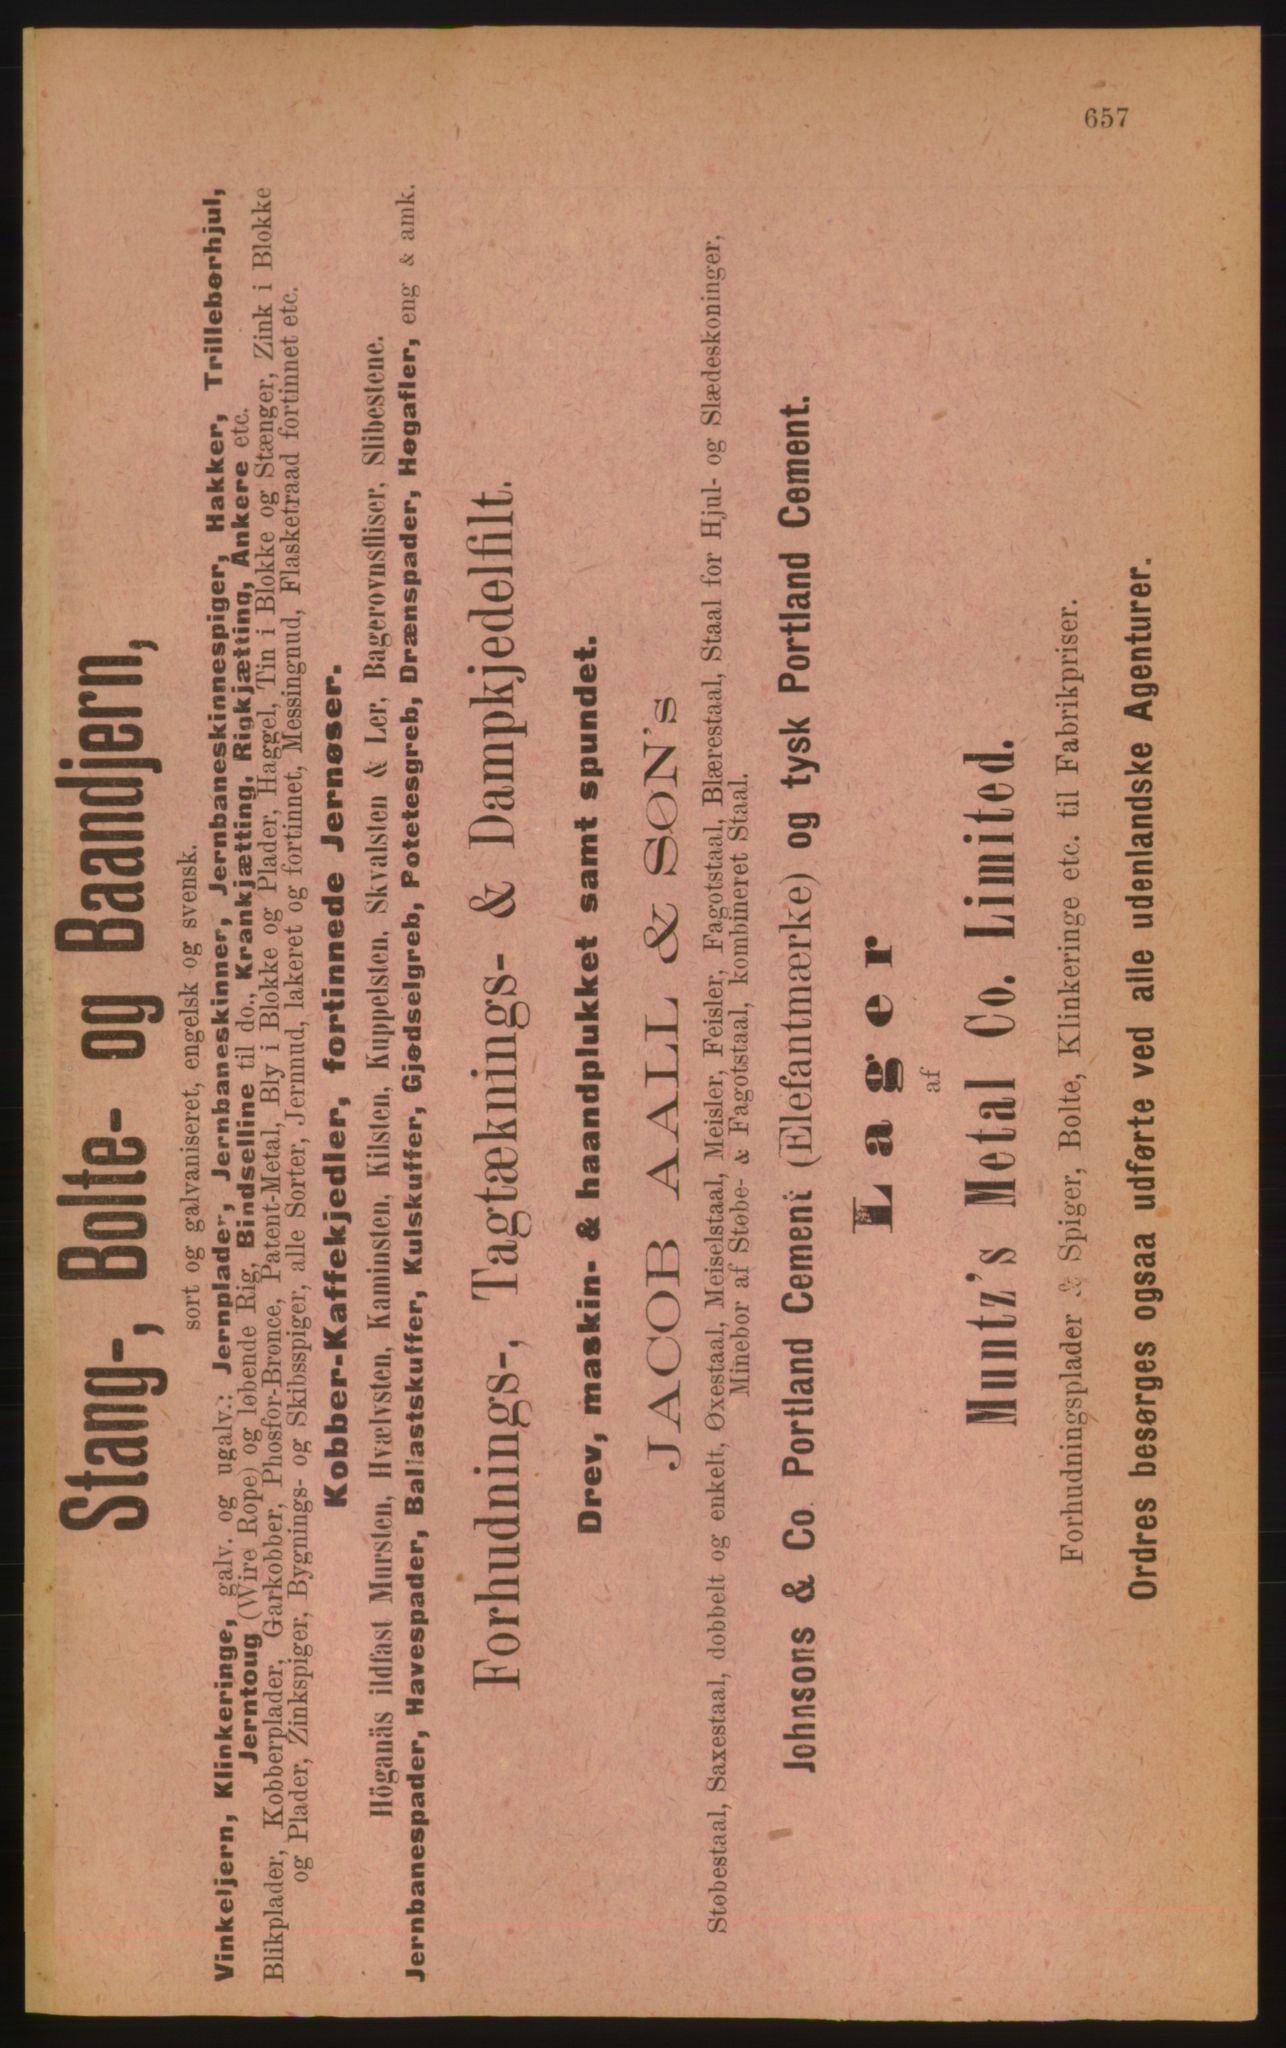 657
Stang-, Bolte- og Baandjern,
sort og galvaniseret, engelsk og svensk.
Vinkeljern, Klinkeringe, galv. og ugalv.: Jernplader, Jernbaneskinner, Jernbaneskinnespiger, Hakker, Trillebørhjul,
Jerntoug (Wire Rope) og løbende Rig, Bindselline til do., Krankjætting, Rigkjætting, Ankere etc.
Blikplader, Kobberplader, Garkobber, Phosfor-Bronce, Patent-Metal, Bly i Blokke og Plader, Haggel, Tin i Blokke og Stænger, Zink i Blokke
og Plader, Zinkspiger, Bygnings- og Skibsspiger, alle Sorter, Jernnud, lakeret og fortinnet, Messingnud, Flasketraad fortinnet etc.
Kobber-Kaffekjedler, fortinnede Jernøser.
Höganäs ildfast Mursten, Hvælvsten, Kaminsten, Kilsten, Kuppelsten, Skvalsten & Ler, Bagerovnsfliser, Slibestene.
Jernbanespader, Havespader, Ballastskuffer, Kulskuffer, Gjødselgreb, Potetesgreb, Drænspader, Høgafler, eng & amk.
Forhudnings-, Tagtæknings- & Dampkjedelfilt.
Drev, maskin- & haandplukket samt spundet.
JACOB AALL & SØN's
Støbestaal, Saxestaal, dobbelt og enkelt, Øxestaal, Meiselstaal, Meisler, Feisler, Fagotstaal, Blærestaal, Staal for Hjul- og Slædeskoninger,
Minebor af Støbe- & Fagotstaal, kombineret Staal.
Johnsons & Co. Portland Cement (Elefantmærke) og tysk Portland Cement.
Lager
af
Muntz's Metal Co. Limited.
Forhudningsplader & Spiger, Bolte, Klinkeringe etc. til Fabrikpriser.
Ordres besørges ogsaa udførte ved alle udenlandske Agenturer.